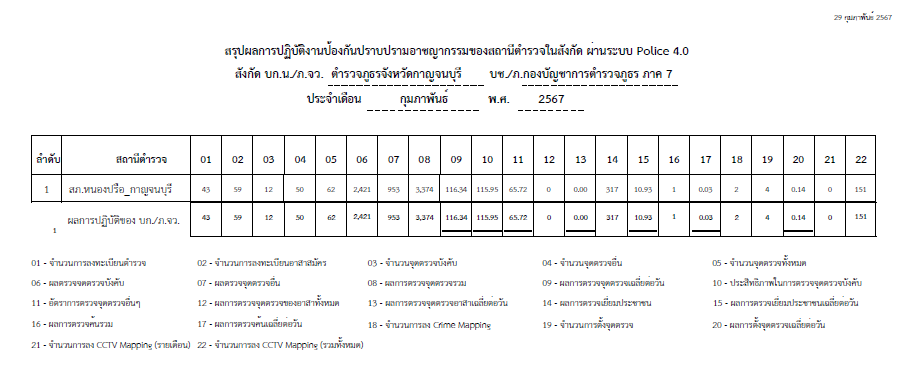 29 กุมภาพันธ์ 2567
สรุปผลการปฏิบัติงานป้องกันปราบปรามอาชญากรรมของสถานีตำรวจในสังกัด ผ่านระบบ Police 4.0
สังกัด บก.น./ภ.จว. ตำรวจภูธรจังหวัดกาญจนบุรี บช./ภ.กองบัญชาการตำรวจภูธร ภาค 7
ประจำเดือน กุมภาพันธ์ พ.ศ. 2567
ลำดับ สถานีตำรวจ 01 02 03 04 05 06 07 08 09 10 11 12 13 14 15 16 17 18 19 20 21 22
1 สภ.หนองปรือ_กาญจนบุรี 43 59 12 50 62 2,421 953 3,374 116.34 115.95 65.72 0 0.00 317 10.93 1 0.03 2 4 0.14 0 151
1 ผลการปฏิบัติของ บก./ภ.จว. 43 59 12 50 62 2,421 953 3,374 116.34 115.95 65.72 0 0.00 317 10.93 1 0.03 2 4 0.14 0 151
01 - จำนวนการลงทะเบียนตำรวจ 02 - จำนวนการลงทะเบียนอาสาสมัคร 03 - จำนวนจุดตรวจบังคับ 04 - จำนวนจุดตรวจอื่น 05 - จำนวนจุดตรวจทั้งหมด
06 - ผลตรวจจุดตรวจบังคับ 07 - ผลตรวจจุดตรวจอื่น 08 - ผลการตรวจจุดตรวจรวม 09 - ผลการตรวจจุดตรวจเฉลี่ยต่อวัน 10 - ประสิทธิภาพในการตรวจจุดตรวจบังคับ
11 - อัตราการตรวจจุดตรวจอื่นๆ 12 - ผลตรวจจุดตรวจของอาสาทั้งหมด 13 - ผลการตรวจจุดตรวจอาสาเฉลี่ยต่อวัน 14 - ผลการตรวจเยี่ยมประชาชน 15 - ผลการตรวจเยี่ยมประชาชนเฉลี่ยต่อวัน
16 - ผลการตรวจค้นรวม 17 - ผลการตรวจค้นเฉลี่ยต่อวัน 18 - จำนวนการลง Crime Mapping 19 - จำนวนการตั้งจุดตรวจ 20 - ผลการตั้งจุดตรวจเฉลี่ยต่อวัน
21 - จำนวนการลง CCTV Mapping (รายเดือน) 22 - จำนวนการลง CCTV Mapping (รวมทั้งหมด)